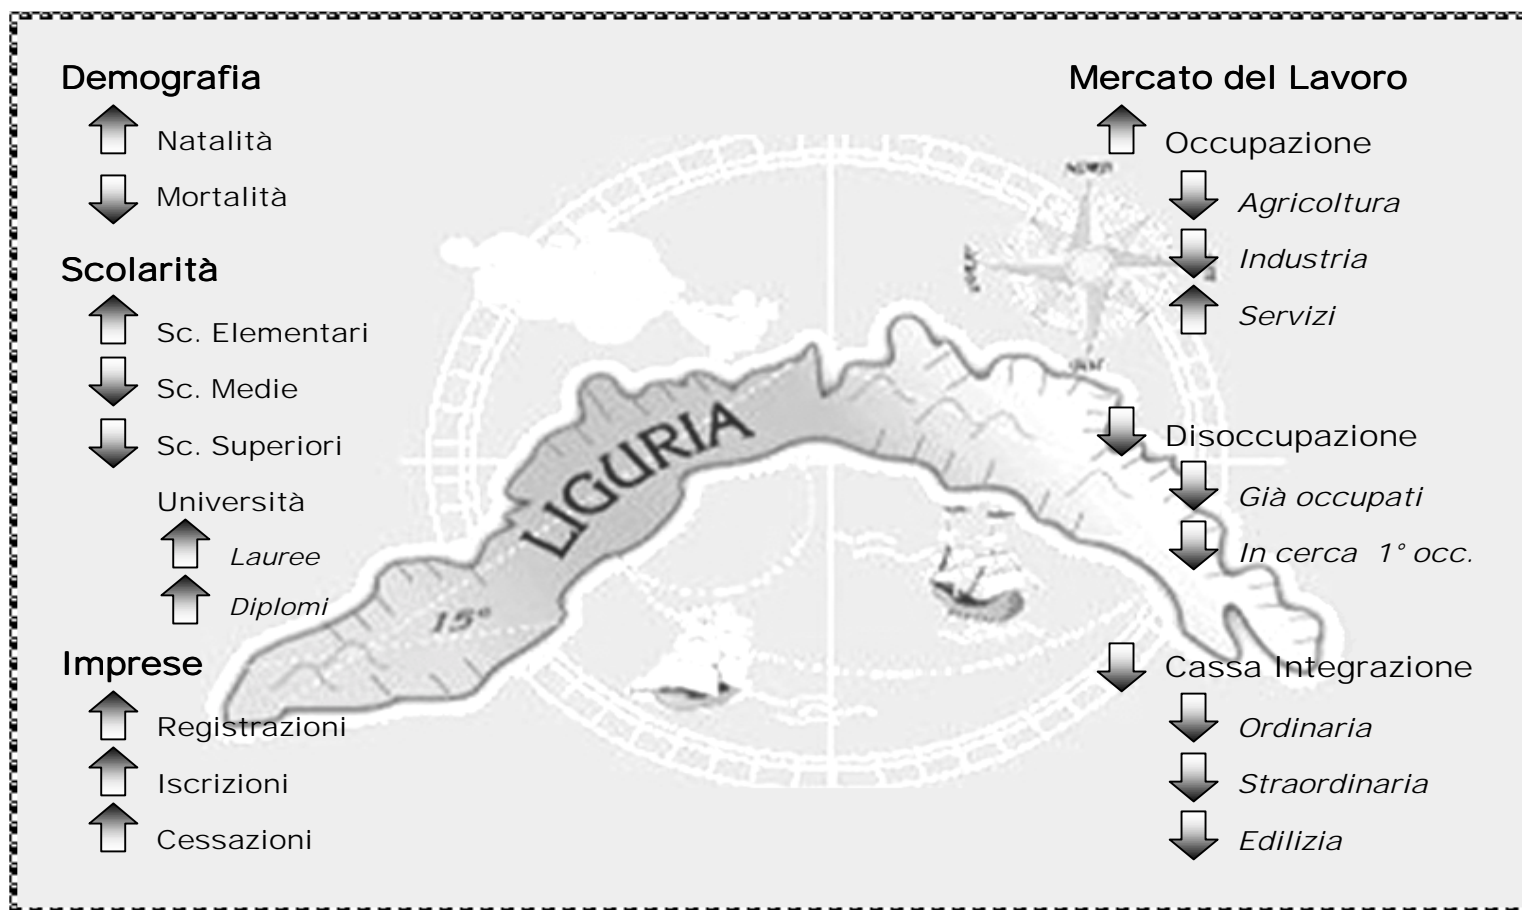 Demografia
Natalità
Mortalità
Scolarità
Sc. Elementari
Sc. Medie
Sc. Superiori
Università
Lauree
Diplomi
Imprese
Registrazioni
Iscrizioni
Cessazioni
LIGURIA
15°
Mercato del Lavoro
Occupazione
Agricoltura
Industria
Servizi
Disoccupazione
Già occupati
In cerca 1° occ.
Cassa Integrazione
Ordinaria
Straordinaria
Edilizia